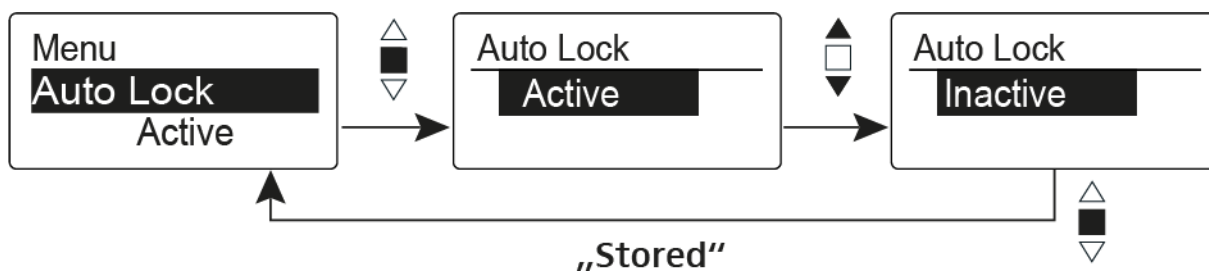 Menu
Auto Lock
Active
Auto Lock
Active
Auto Lock
Inactive
„Stored“